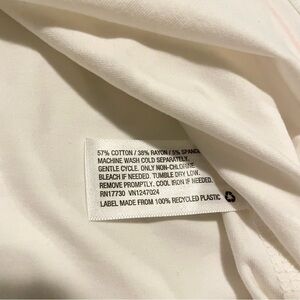 57% COTTON / 38% RAYON / 5% SPANDEX
MACHINE WASH COLD SEPARATELY.
GENTLE CYCLE. ONLY NON-CHLORINE
BLEACH IF NEEDED. TUMBLE DRY LOW.
REMOVE PROMPTLY. COOL IRON IF NEEDED.
RN17730 VN1247024
LABEL MADE FROM 100% RECYCLED PLASTIC